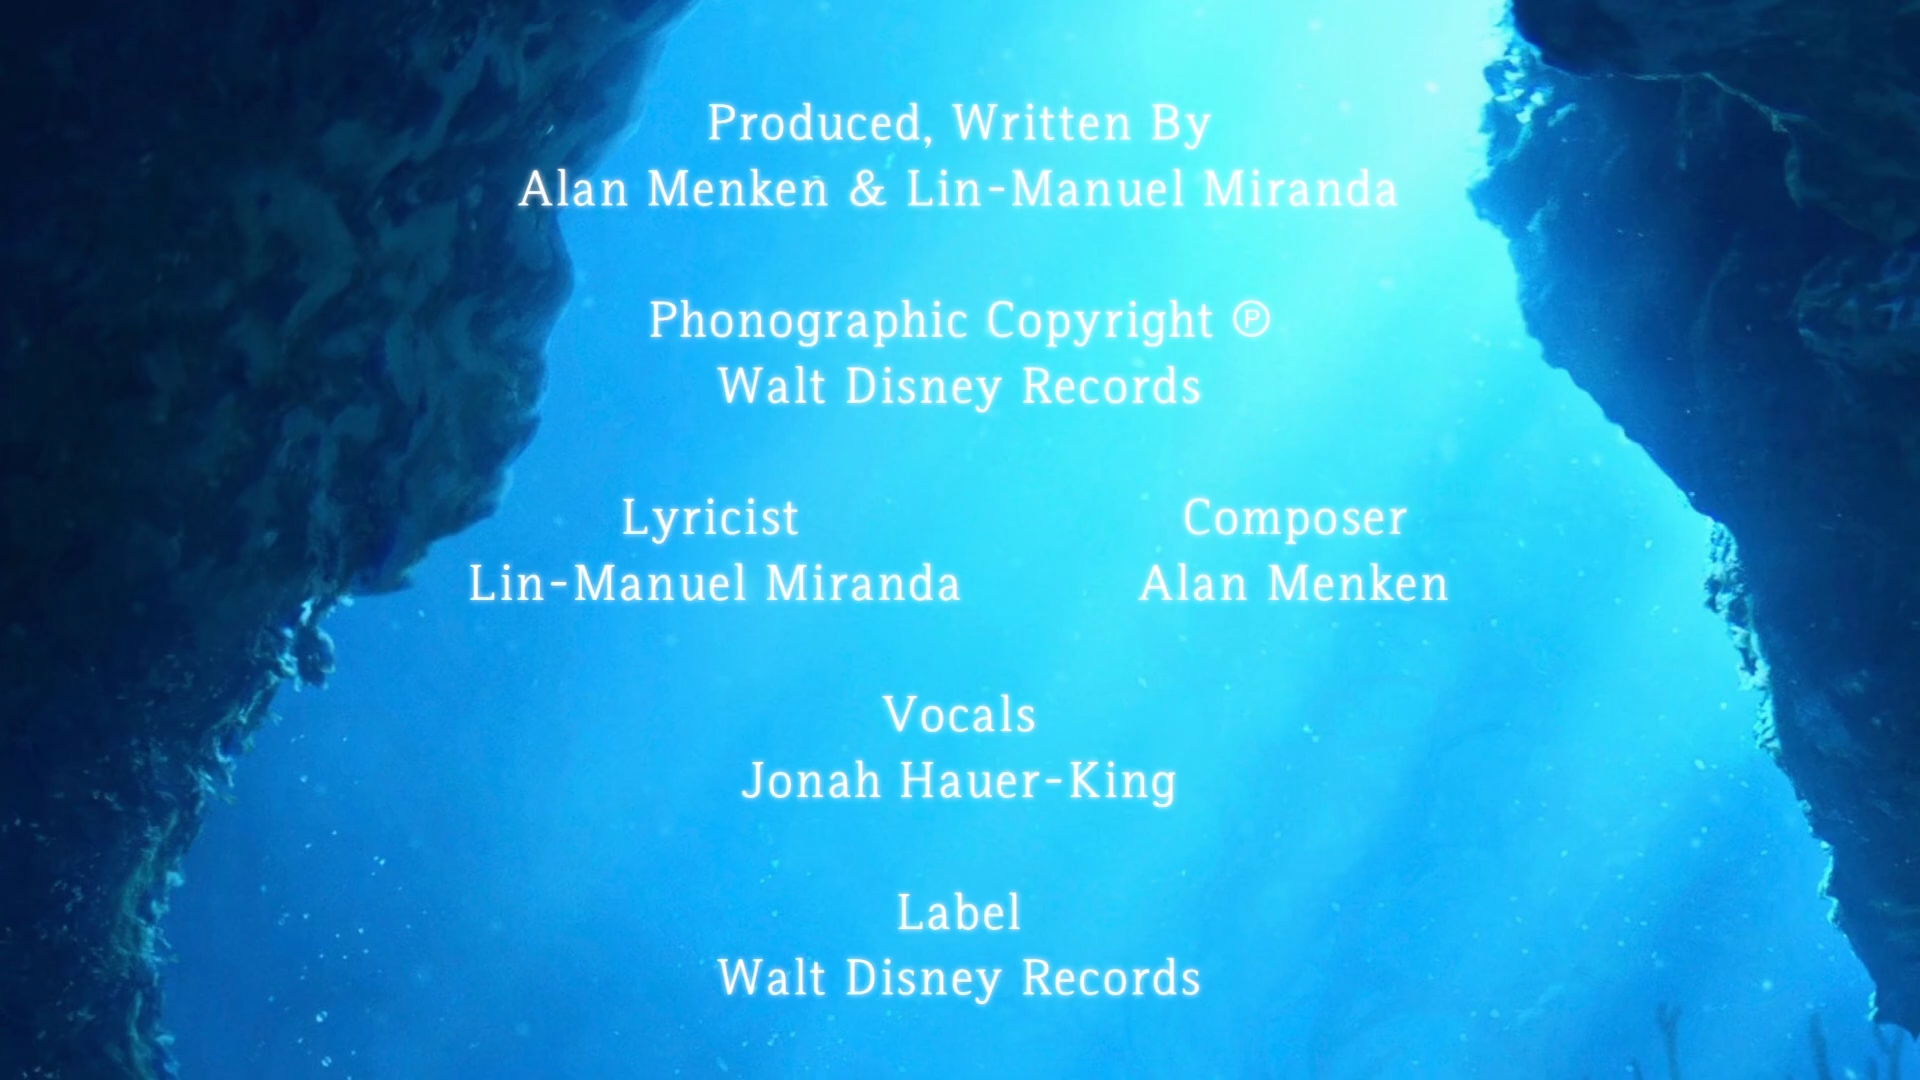 Produced, Written By
Alan Menken & Lin-Manuel Miranda
Phonographic Copyright ℗
Walt Disney Records
Lyricist
Lin-Manuel Miranda
Composer
Alan Menken
Vocals
Jonah Hauer-King
Label
Walt Disney Records